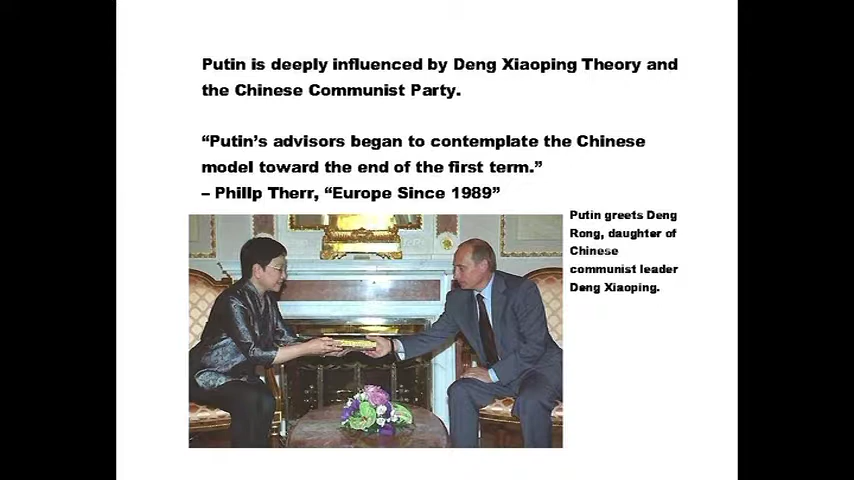 Putin is deeply influenced by Deng Xiaoping Theory and
the Chinese Communist Party.
“Putin’s advisors began to contemplate the Chinese
model toward the end of the first term.”
– Phillp Therr, “Europe Since 1989”
Putin greets Deng
Rong, daughter of
Chinese
communist leader
Deng Xiaoping.